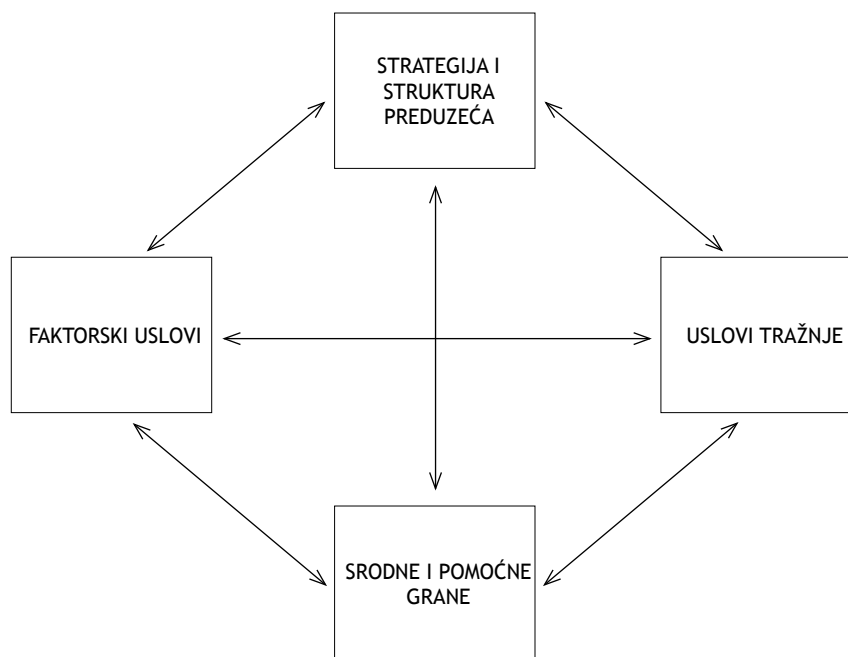 STRATEGIJA I
STRUKTURA
PREDUZEĆA
FAKTORSKI USLOVI
USLOVI TRAŽNJE
SRODNE I POMOĆNE
GRANE